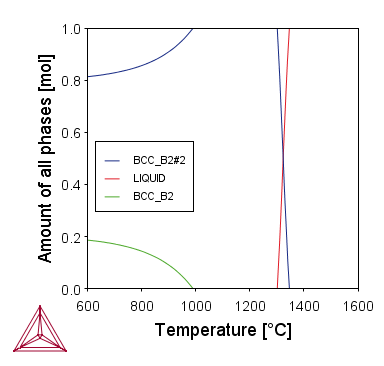 Amount of all phases [mol]
1.0
0.8
0.6
0.4
0.2
0.0
BCC_B2#2
LIQUID
BCC_B2
600 800 1000 1200 1400 1600
Temperature [°C]